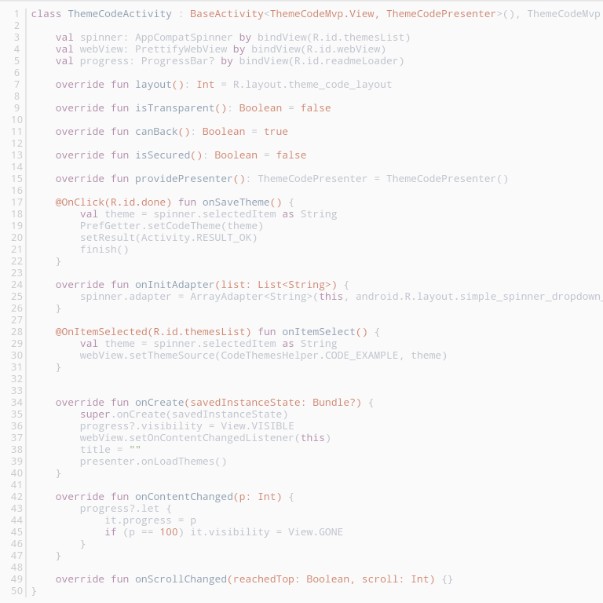 1 class ThemeCodeActivity : BaseActivity<ThemeCodeMvp.View, ThemeCodePresenter>(), ThemeCodeMvp
2
3 val spinner: AppCompatSpinner by bindView(R.id.themesList)
4 val webView: PrettifyWebView by bindView(R.id.webView)
5 val progress: ProgressBar? by bindView(R.id.readmeLoader)
6
7 override fun layout(): Int = R.layout.theme_code_layout
8
9 override fun isTransparent(): Boolean = false
10
11 override fun canBack(): Boolean = true
12
13 override fun isSecured(): Boolean = false
14
15 override fun providePresenter(): ThemeCodePresenter = ThemeCodePresenter()
16
17 @OnClick(R.id.done) fun onSaveTheme() {
18 val theme = spinner.selectedItem as String
19 PrefGetter.setCodeTheme(theme)
20 setResult(Activity.RESULT_OK)
21 finish()
22 }
23
24 override fun onInitAdapter(list: List<String>) {
25 spinner.adapter = ArrayAdapter<String>(this, android.R.layout.simple_spinner_dropdown_
26 }
27
28 @OnItemSelected(R.id.themesList) fun onItemSelect() {
29 val theme = spinner.selectedItem as String
30 webView.setThemeSource(CodeThemesHelper.CODE_EXAMPLE, theme)
31 }
32
33
34 override fun onCreate(savedInstanceState: Bundle?) {
35 super.onCreate(savedInstanceState)
36 progress?.visibility = View.VISIBLE
37 webView.setOnContentChangedListener(this)
38 title = ""
39 presenter.onLoadThemes()
40 }
41
42 override fun onContentChanged(p: Int) {
43 progress?.let {
44 it.progress = p
45 if (p == 100) it.visibility = View.GONE
46 }
47 }
48
49 override fun onScrollChanged(reachedTop: Boolean, scroll: Int) {}
50 }